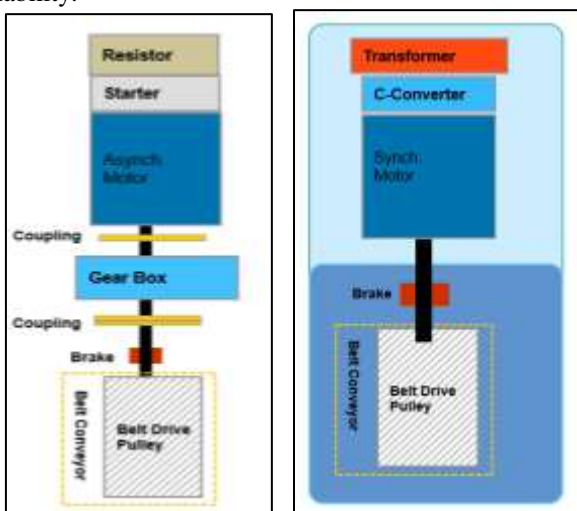 ability.
Resistor
Starter
Asynch.
Motor
Coupling
Gear Box
Coupling
Brake
Belt Conveyor
Belt Drive
Pulley
Transformer
C-Converter
Synch.
Motor
Brake
Belt Conveyor
Belt Drive
Pulley